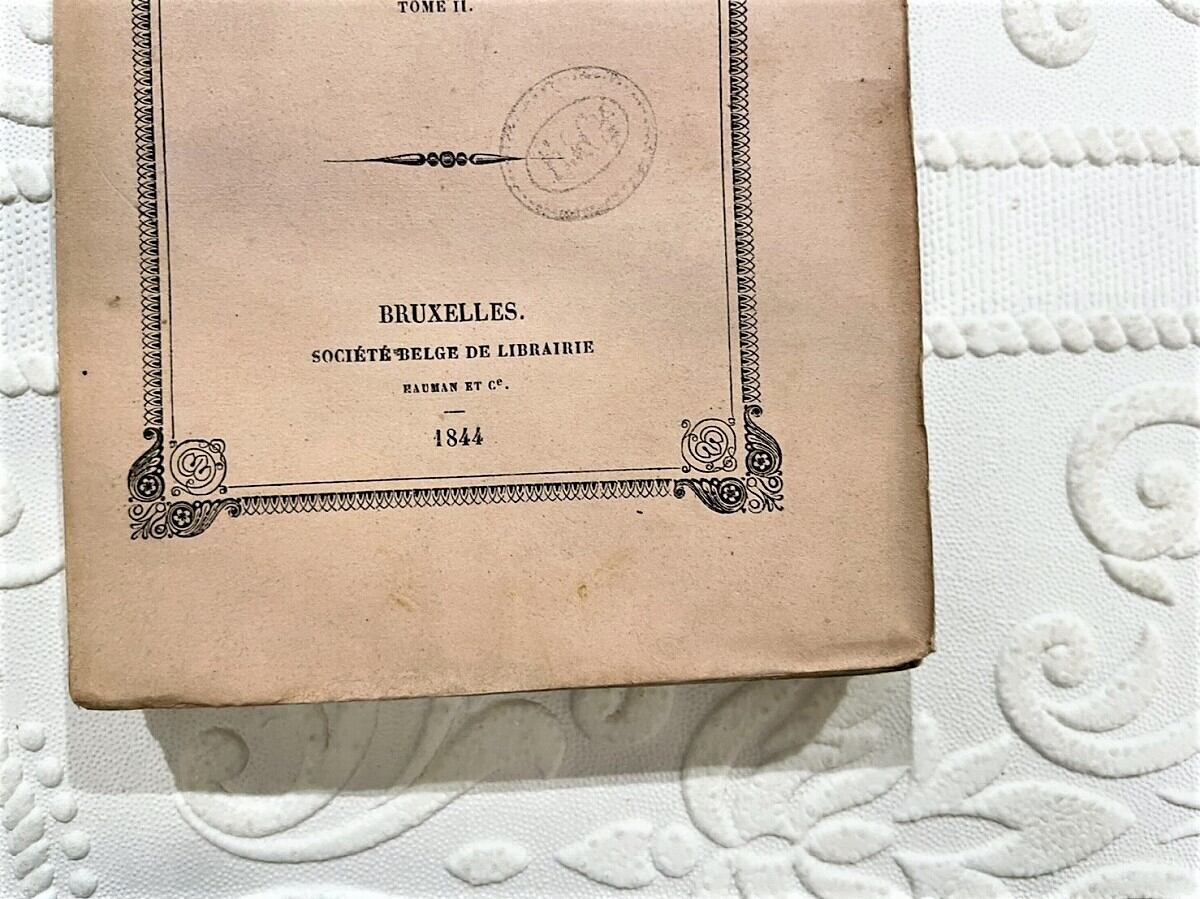 TOME II.
BRUXELLES.
SOCIÉTÉ BELGE DE LIBRAIRIE
HAUMAN ET Cᵉ.
1844